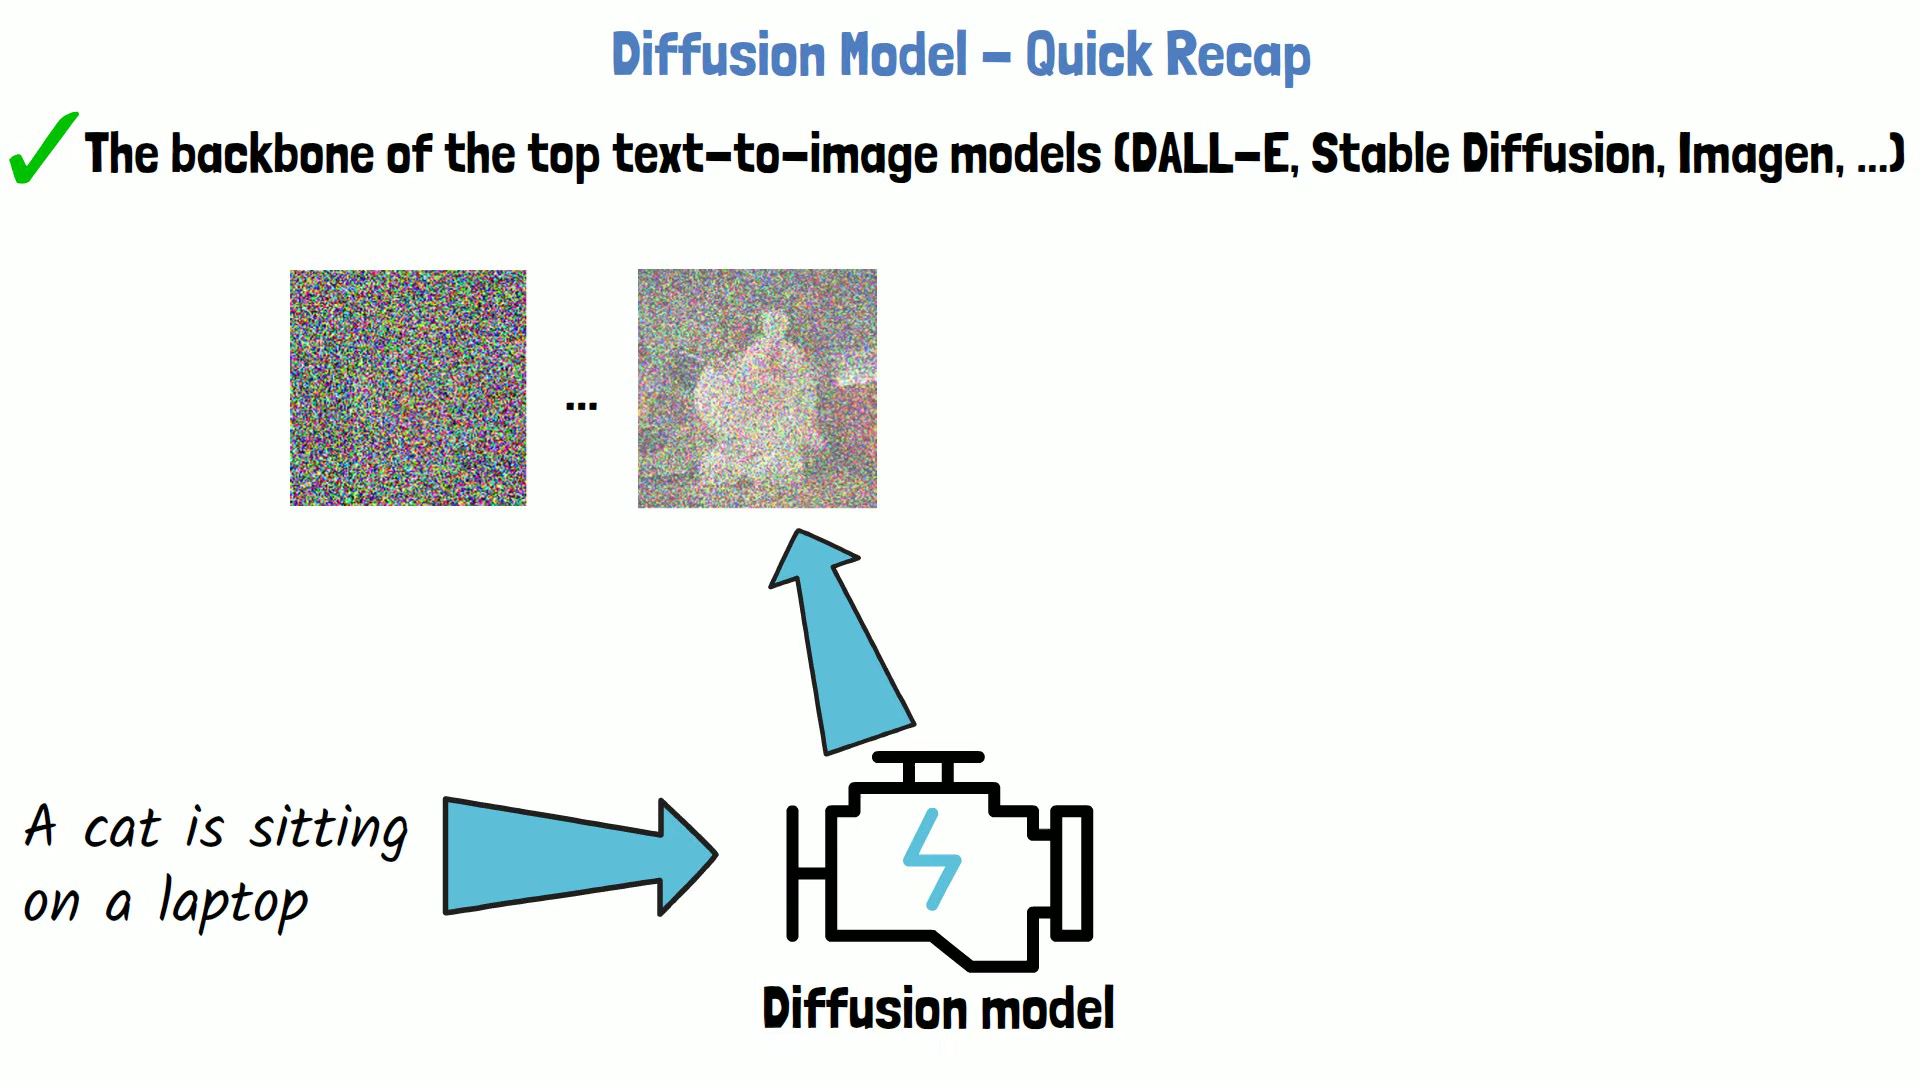 Diffusion Model - Quick Recap
The backbone of the top text-to-image models (DALL-E, Stable Diffusion, Imagen, ...)
...
A cat is sitting
on a laptop
Diffusion model